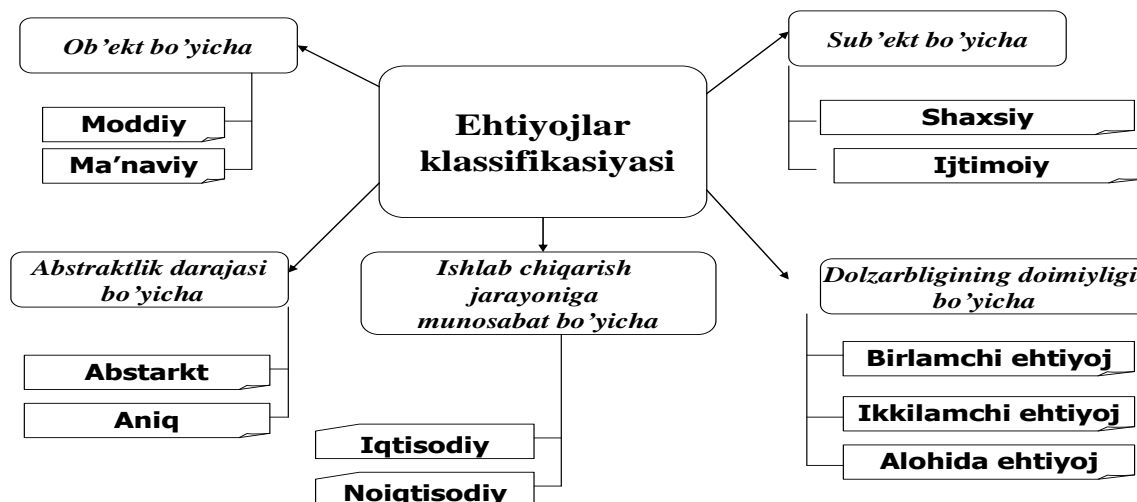 Ob’ekt bo’yicha
Moddiy
Ma’naviy
Ehtiyojlar
klassifikasiyasi
Sub’ekt bo’yicha
Shaxsiy
Ijtimoiy
Abstraktlik darajasi
bo’yicha
Abstarkt
Aniq
Ishlab chiqarish
jarayoniga
munosabat bo’yicha
Iqtisodiy
Noiqtisodiy
Dolzarbligining doimiyligi
bo’yicha
Birlamchi ehtiyoj
Ikkilamchi ehtiyoj
Alohida ehtiyoj